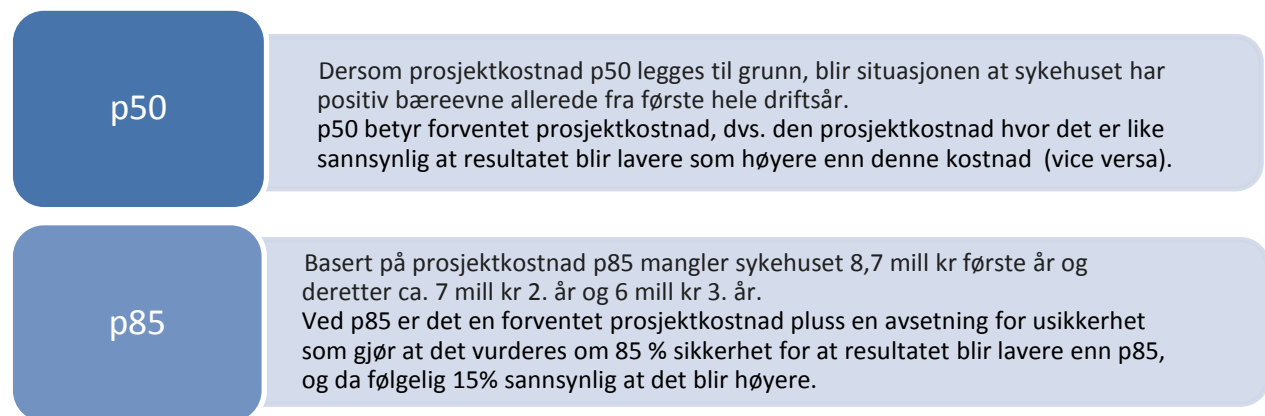 p50
Dersom prosjektkostnad p50 legges til grunn, blir situasjonen at sykehuset har
positiv bæreevne allerede fra første hele driftsår.
p50 betyr forventet prosjektkostnad, dvs. den prosjektkostnad hvor det er like
sannsynlig at resultatet blir lavere som høyere enn denne kostnad (vice versa).
p85
Basert på prosjektkostnad p85 mangler sykehuset 8,7 mill kr første år og
deretter ca. 7 mill kr 2. år og 6 mill kr 3. år.
Ved p85 er det en forventet prosjektkostnad pluss en avsetning for usikkerhet
som gjør at det vurderes om 85 % sikkerhet for at resultatet blir lavere enn p85,
og da følgelig 15% sannsynlig at det blir høyere.